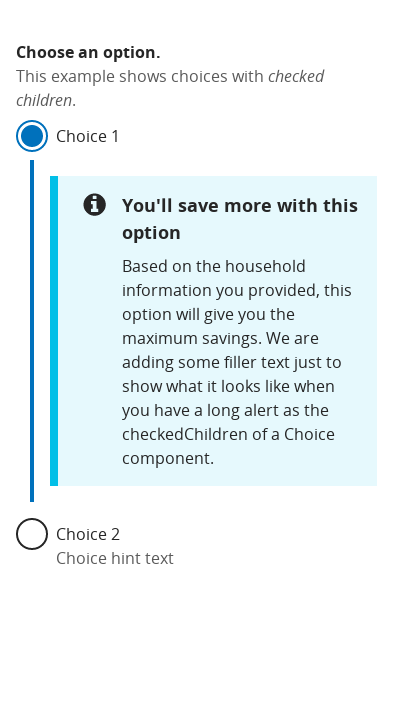 Choose an option.
This example shows choices with checked
children.
Choice 1
You'll save more with this
option
Based on the household
information you provided, this
option will give you the
maximum savings. We are
adding some filler text just to
show what it looks like when
you have a long alert as the
checkedChildren of a Choice
component.
Choice 2
Choice hint text